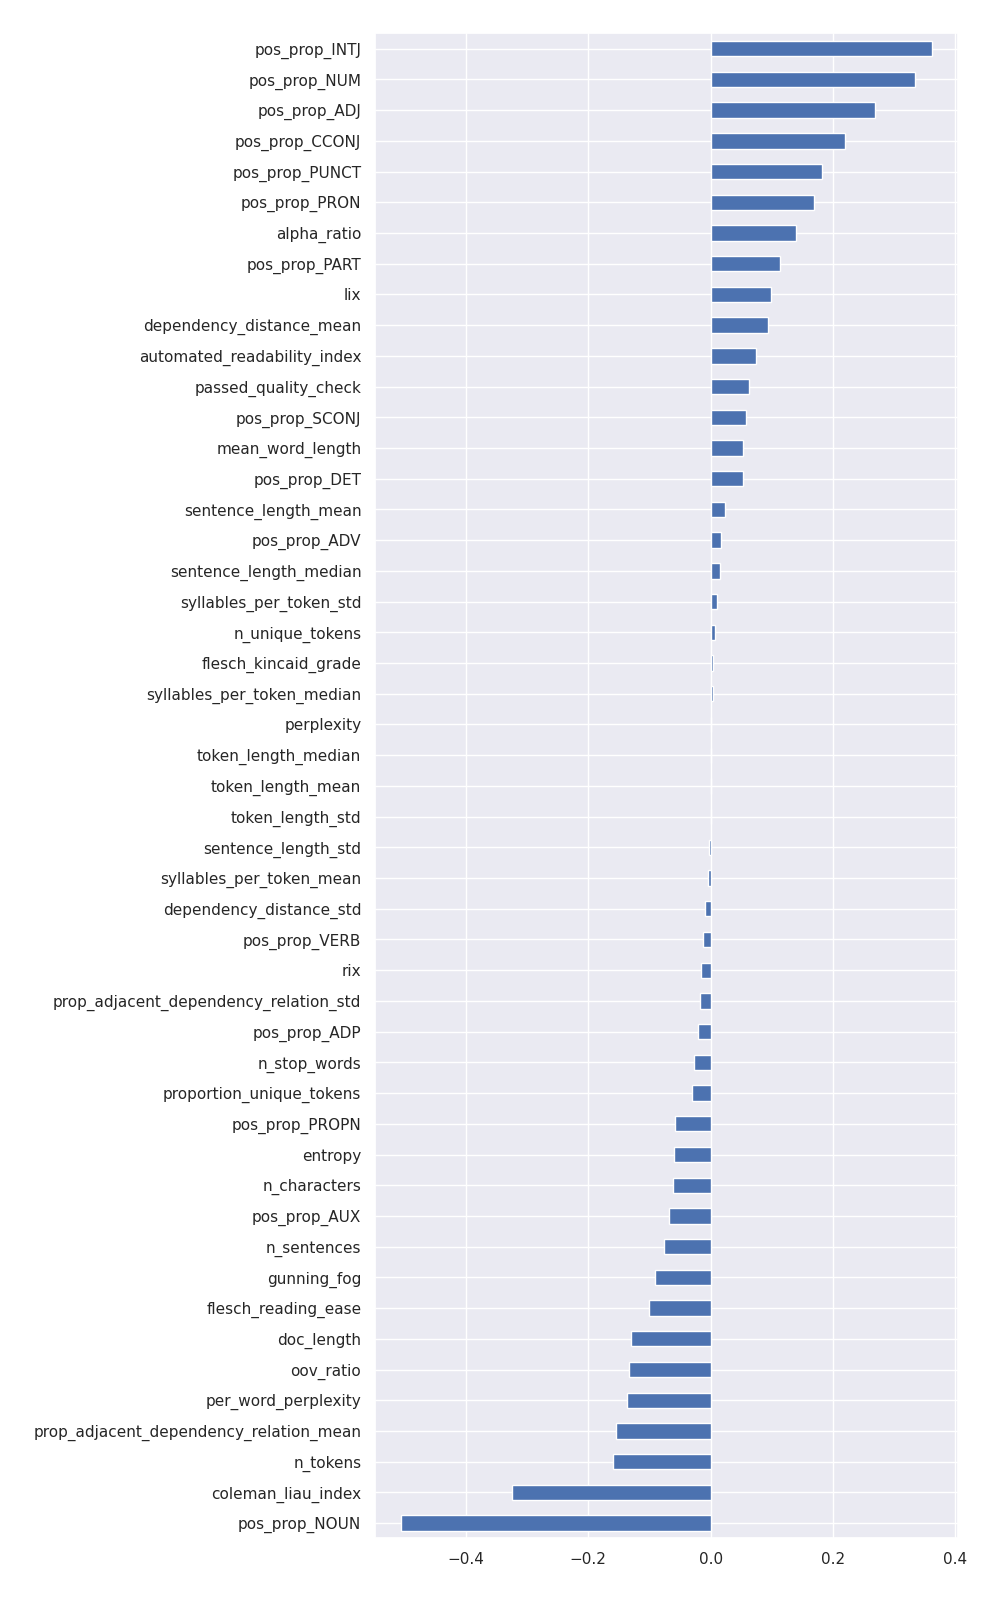 pos_prop_INTJ
pos_prop_NUM
pos_prop_ADJ
pos_prop_CCONJ
pos_prop_PUNCT
pos_prop_PRON
alpha_ratio
pos_prop_PART
lix
dependency_distance_mean
automated_readability_index
passed_quality_check
pos_prop_SCONJ
mean_word_length
pos_prop_DET
sentence_length_mean
pos_prop_ADV
sentence_length_median
syllables_per_token_std
n_unique_tokens
flesch_kincaid_grade
syllables_per_token_median
perplexity
token_length_median
token_length_mean
token_length_std
sentence_length_std
syllables_per_token_mean
dependency_distance_std
pos_prop_VERB
rix
prop_adjacent_dependency_relation_std
pos_prop_ADP
n_stop_words
proportion_unique_tokens
pos_prop_PROPN
entropy
n_characters
pos_prop_AUX
n_sentences
gunning_fog
flesch_reading_ease
doc_length
oov_ratio
per_word_perplexity
prop_adjacent_dependency_relation_mean
n_tokens
coleman_liau_index
pos_prop_NOUN
−0.4 −0.2 0.0 0.2 0.4